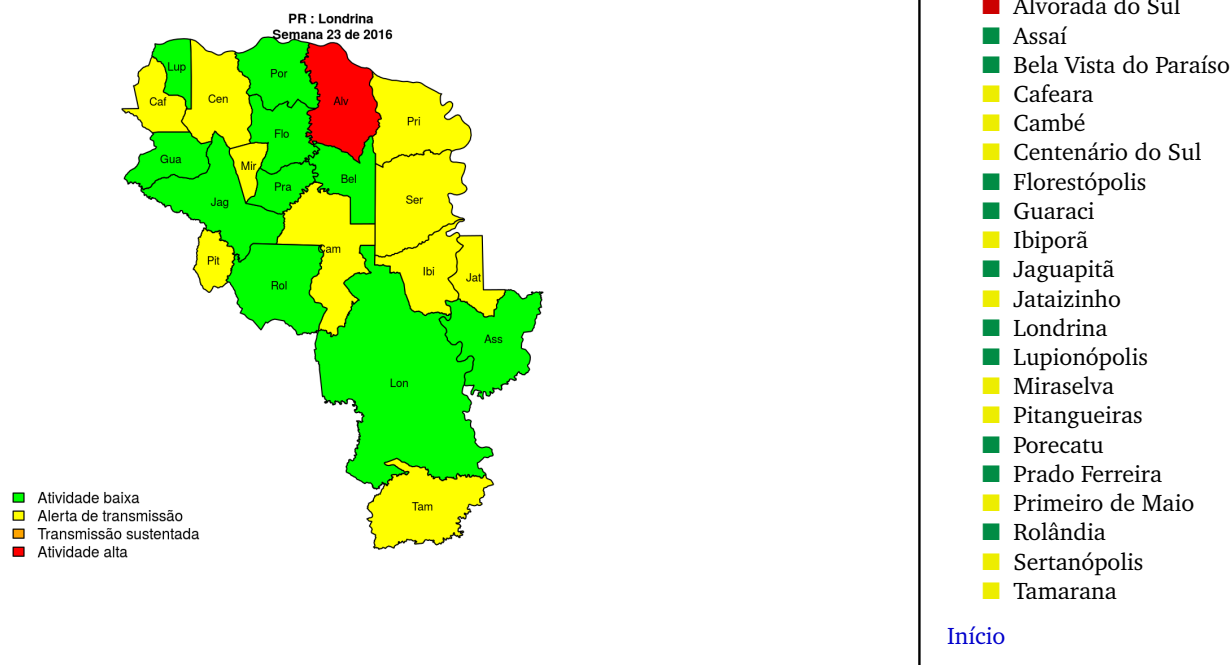 PR : Londrina
Semana 23 de 2016
Lup
Por
Caf
Cen
Alv
Pri
Flo
Gua
Mir
Bel
Pra
Jag
Ser
Cam
Pit
Ibi
Jat
Rol
Ass
Lon
Tam
Atividade baixa
Alerta de transmissão
Transmissão sustentada
Atividade alta
Alvorada do Sul
Assaí
Bela Vista do Paraíso
Cafeara
Cambé
Centenário do Sul
Florestópolis
Guaraci
Ibiporã
Jaguapitã
Jataizinho
Londrina
Lupionópolis
Miraselva
Pitangueiras
Porecatu
Prado Ferreira
Primeiro de Maio
Rolândia
Sertanópolis
Tamarana
Início